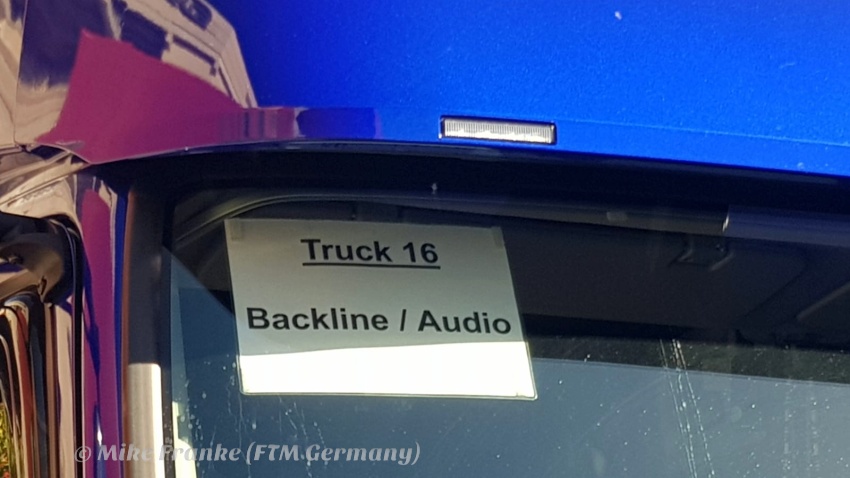 Truck 16
Backline / Audio
© Mike Franke (FTM Germany)